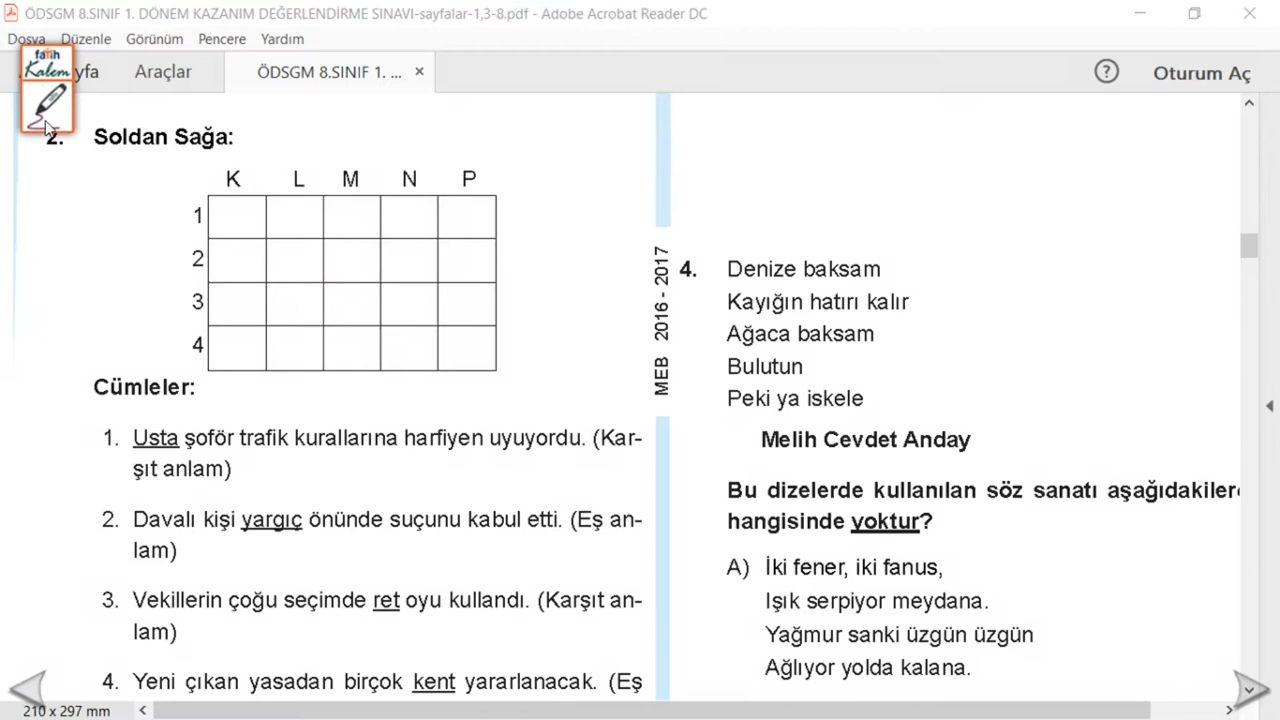 ÖDSGM 8.SINIF 1. DÖNEM KAZANIM DEĞERLENDİRME SINAVI-sayfalar-1,3-8.pdf - Adobe Acrobat Reader DC
Dosya Düzenle Görünüm Pencere Yardım
fatih
Kalem
yfa Araçlar ÖDSGM 8.SINIF 1. ... × ? Oturum Aç
2. Soldan Sağa:
K L M N P
1
2
3
4
Cümleler:
1. Usta şoför trafik kurallarına harfiyen uyuyordu. (Kar-
şıt anlam)
2. Davalı kişi yargıç önünde suçunu kabul etti. (Eş an-
lam)
3. Vekillerin çoğu seçimde ret oyu kullandı. (Karşıt an-
lam)
4. Yeni çıkan yasadan birçok kent yararlanacak. (Eş
MEB 2016 - 2017
4. Denize baksam
Kayığın hatırı kalır
Ağaca baksam
Bulutun
Peki ya iskele
Melih Cevdet Anday
Bu dizelerde kullanılan söz sanatı aşağıdakiler
hangisinde yoktur?
A) İki fener, iki fanus,
Işık serpiyor meydana.
Yağmur sanki üzgün üzgün
Ağlıyor yolda kalana.
210 x 297 mm